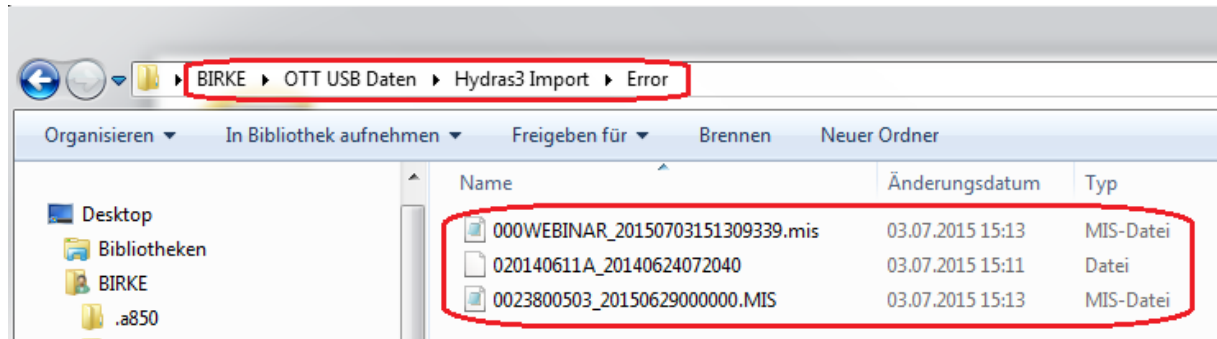 BIRKE OTT USB Daten Hydras3 Import Error
Organisieren In Bibliothek aufnehmen Freigeben für Brennen Neuer Ordner
Name Änderungsdatum Typ
Desktop
Bibliotheken
BIRKE
.a850
000WEBINAR_20150703151309339.mis 03.07.2015 15:13 MIS-Datei
020140611A_20140624072040 03.07.2015 15:11 Datei
0023800503_20150629000000.MIS 03.07.2015 15:13 MIS-Datei